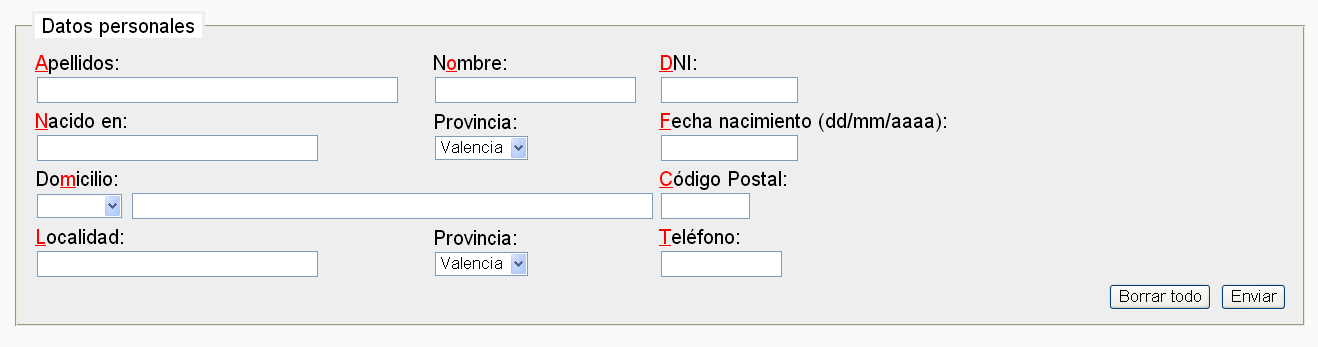 Datos personales
Apellidos: Nombre: DNI:
Nacido en: Provincia: Fecha nacimiento (dd/mm/aaaa):
Valencia
Domicilio: Código Postal:
Localidad: Provincia: Teléfono:
Valencia
Borrar todo Enviar